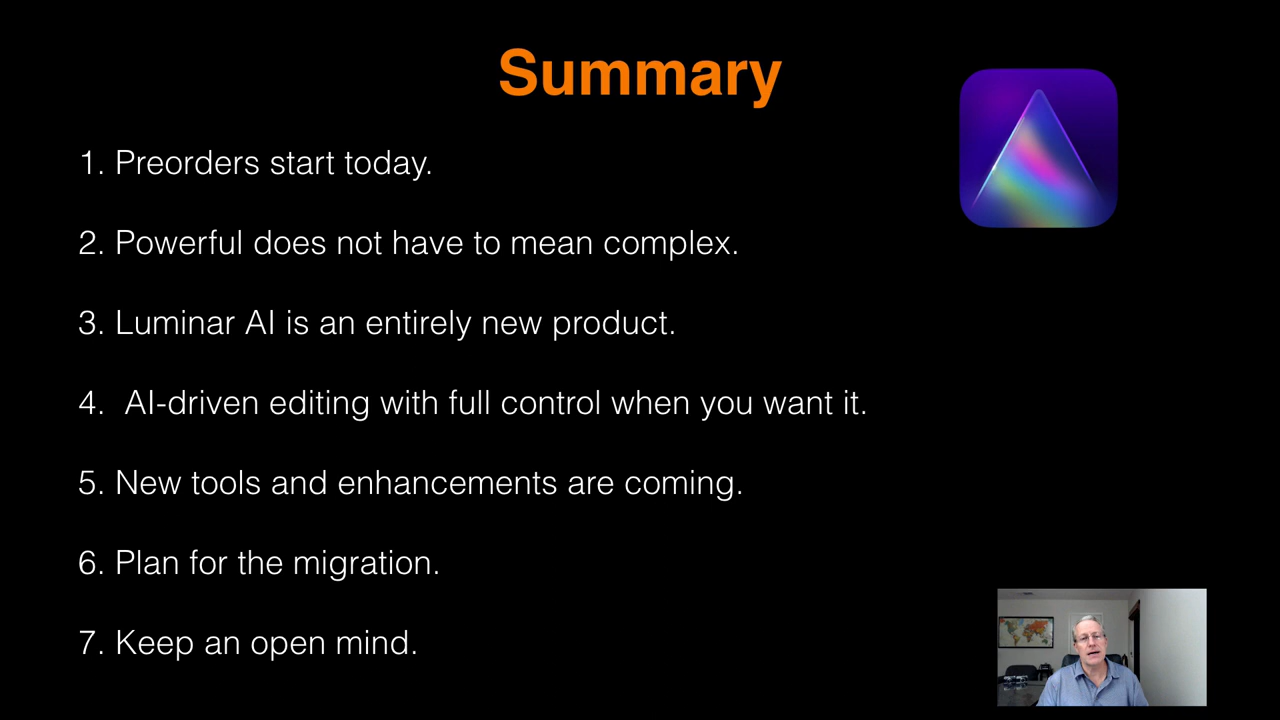 Summary
1. Preorders start today.
2. Powerful does not have to mean complex.
3. Luminar AI is an entirely new product.
4. AI-driven editing with full control when you want it.
5. New tools and enhancements are coming.
6. Plan for the migration.
7. Keep an open mind.